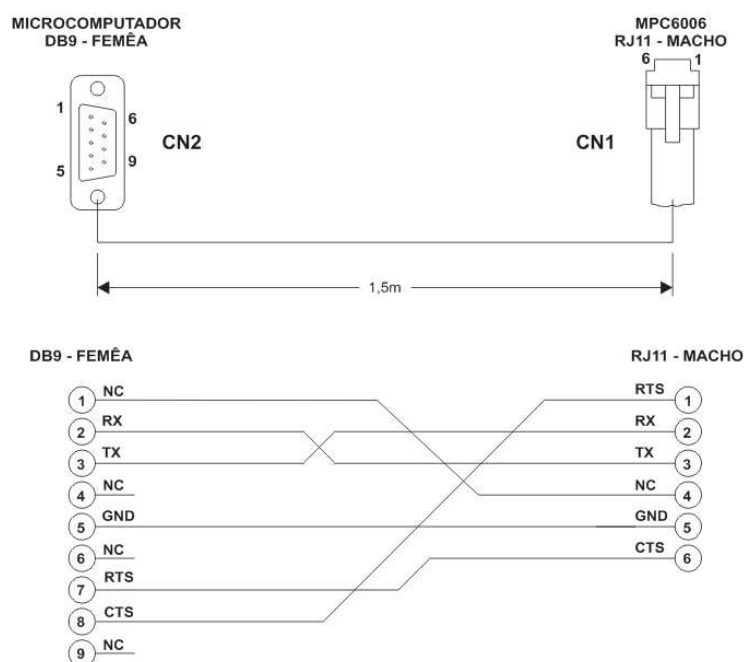 MICROCOMPUTADOR
DB9 - FEMÊA
MPC6006
RJ11 - MACHO
6 1
1
6
5
9
CN2
CN1
1,5m
DB9 - FEMÊA
RJ11 - MACHO
1 NC
RTS 1
2 RX
RX 2
3 TX
TX 3
4 NC
NC 4
5 GND
GND 5
6 NC
CTS 6
7 RTS
8 CTS
9 NC